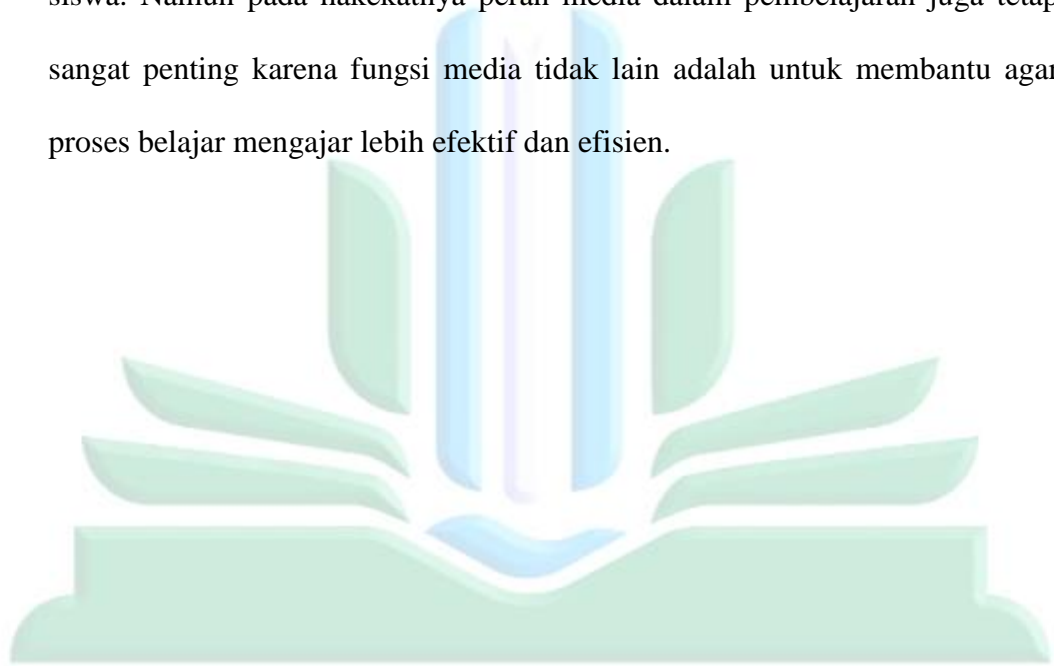 siswa. Namun pada hakekatnya peran media dalam pembelajaran juga tetap
sangat penting karena fungsi media tidak lain adalah untuk membantu agar
proses belajar mengajar lebih efektif dan efisien.